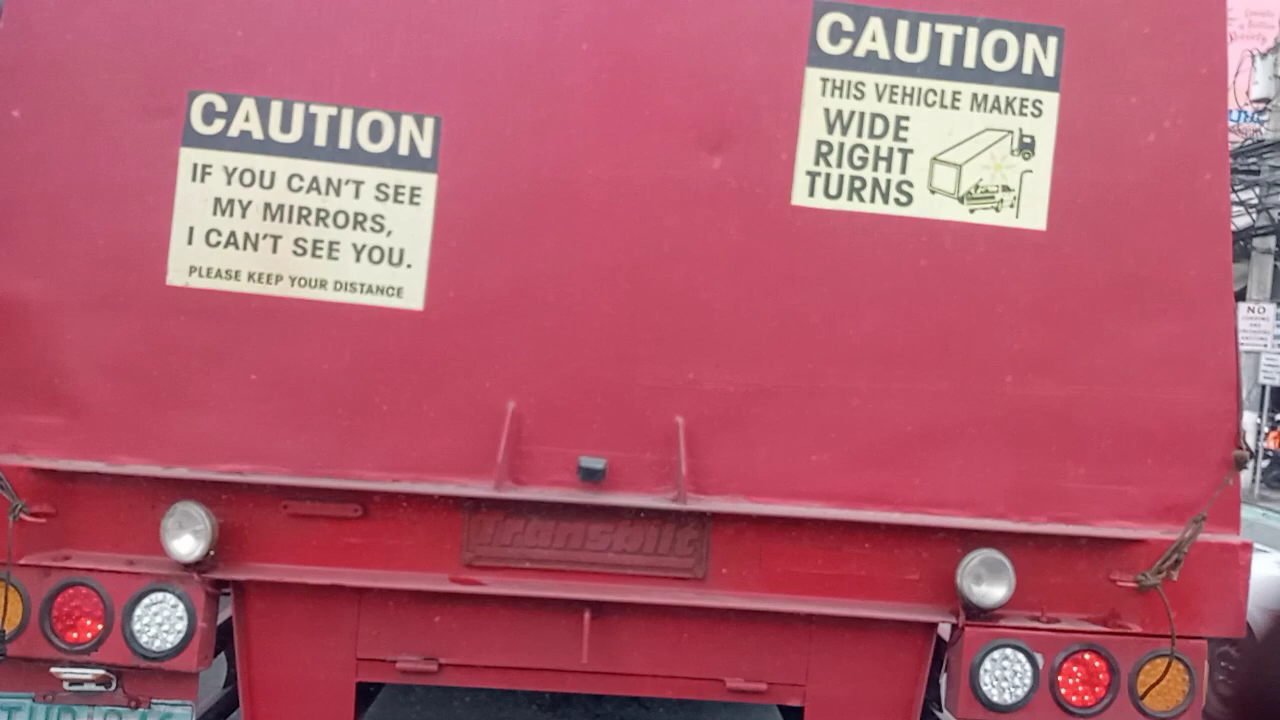 CAUTION
IF YOU CAN'T SEE
MY MIRRORS,
I CAN'T SEE YOU.
PLEASE KEEP YOUR DISTANCE
CAUTION
THIS VEHICLE MAKES
WIDE
RIGHT
TURNS
Transbilt
NO